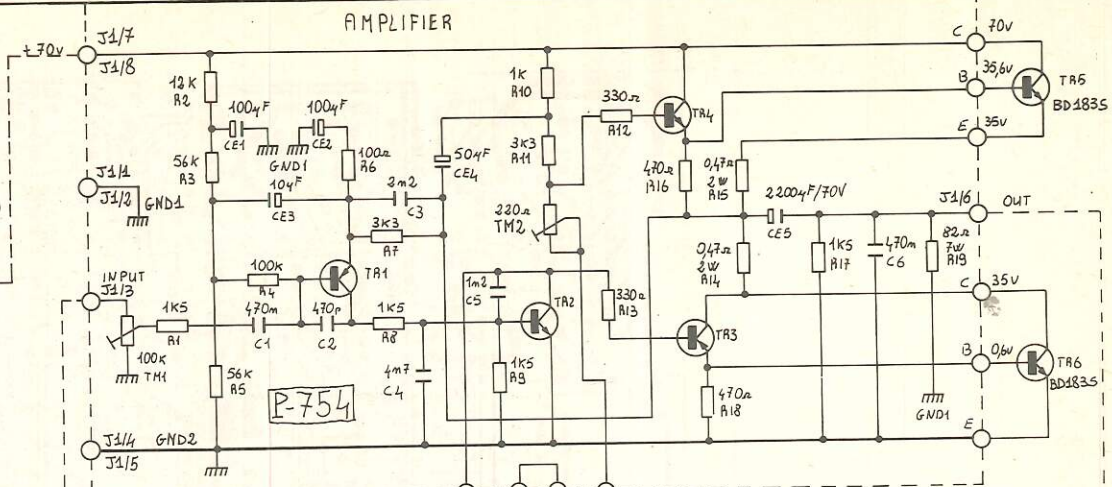 AMPLIFIER
+70v
J1/7
J1/8
12K
R2
100µF
CE1
100µF
CE2
GND1
56K
R3
100Ω
R6
J1/1
J1/2
GND1
10µF
CE3
2n2
C3
50µF
CE4
3K3
R7
1K
R10
3K3
R11
220Ω
TM2
330Ω
R12
TR4
470Ω
R16
0,47Ω
2W
R15
2200µF/70V
CE5
C
70v
B
35,6v
TR5
BD183S
E
35v
J1/6
OUT
INPUT
J1/3
100K
TM1
1K5
R1
100K
R4
470n
C1
470p
C2
TR1
1K5
R8
1n2
C5
TR2
330Ω
R13
0,47Ω
2W
R14
1K5
R17
470n
C6
82Ω
7W
R19
C
35v
TR3
56K
R5
P-754
4n7
C4
1K5
R9
470Ω
R18
GND1
B
0,6v
TR6
BD183S
E
J1/4
J1/5
GND2